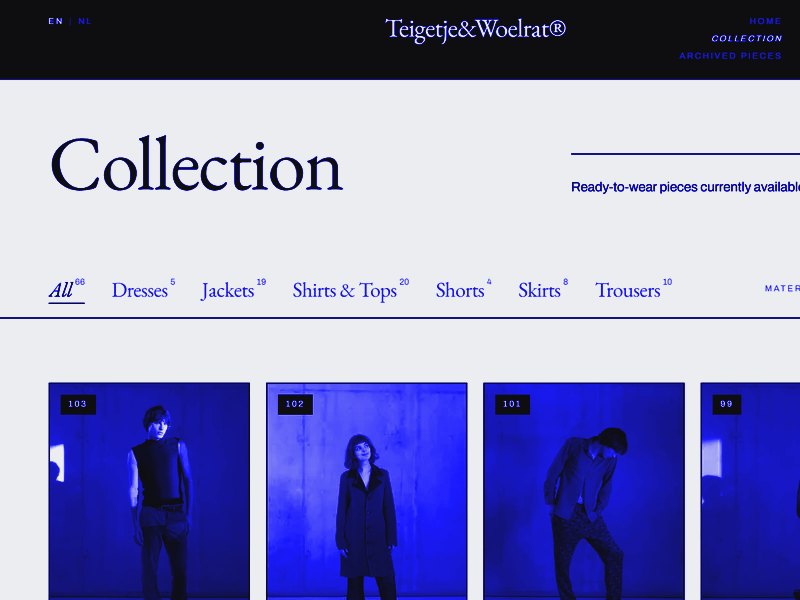 EN | NL
Teigetje&Woelrat®
HOME
COLLECTION
ARCHIVED PIECES
Collection
Ready-to-wear pieces currently available
All 66
Dresses 5
Jackets 19
Shirts & Tops 20
Shorts 4
Skirts 8
Trousers 10
MATER
103
102
101
99